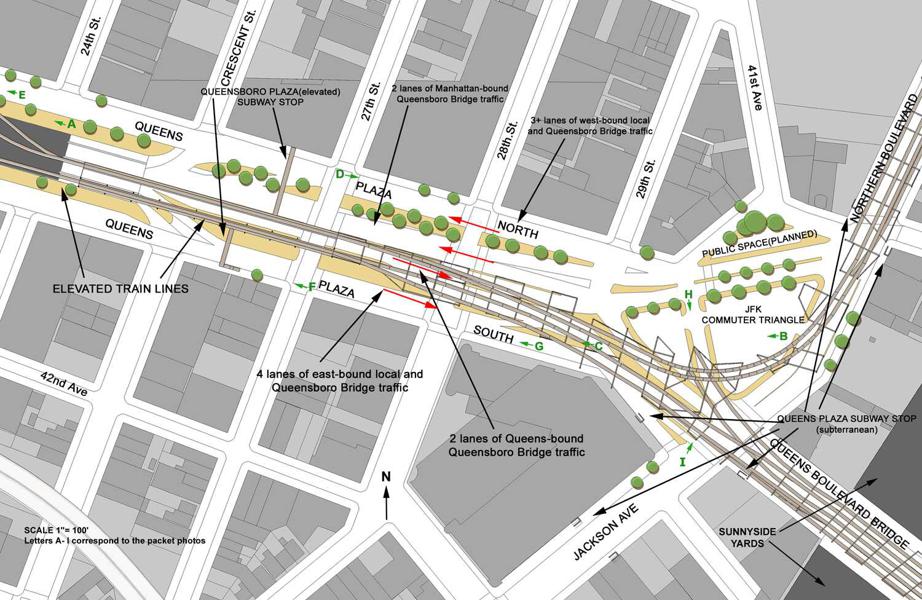 24th St.
CRESCENT St.
27th St.
28th St.
29th St.
41st Ave
NORTHERN BOULEVARD
E
A
QUEENS
QUEENSBORO PLAZA(elevated)
SUBWAY STOP
2 lanes of Manhattan-bound
Queensboro Bridge traffic
3+ lanes of west-bound local
and Queensboro Bridge traffic
D
PLAZA
NORTH
PUBLIC SPACE(PLANNED)
QUEENS
ELEVATED TRAIN LINES
F
PLAZA
H
JFK
COMMUTER TRIANGLE
B
SOUTH
G
C
42nd Ave
4 lanes of east-bound local and
Queensboro Bridge traffic
2 lanes of Queens-bound
Queensboro Bridge traffic
QUEENS PLAZA SUBWAY STOP
(subterranean)
I
QUEENS BOULEVARD BRIDGE
N
JACKSON AVE
SUNNYSIDE
YARDS
SCALE 1"= 100'
Letters A- I correspond to the packet photos